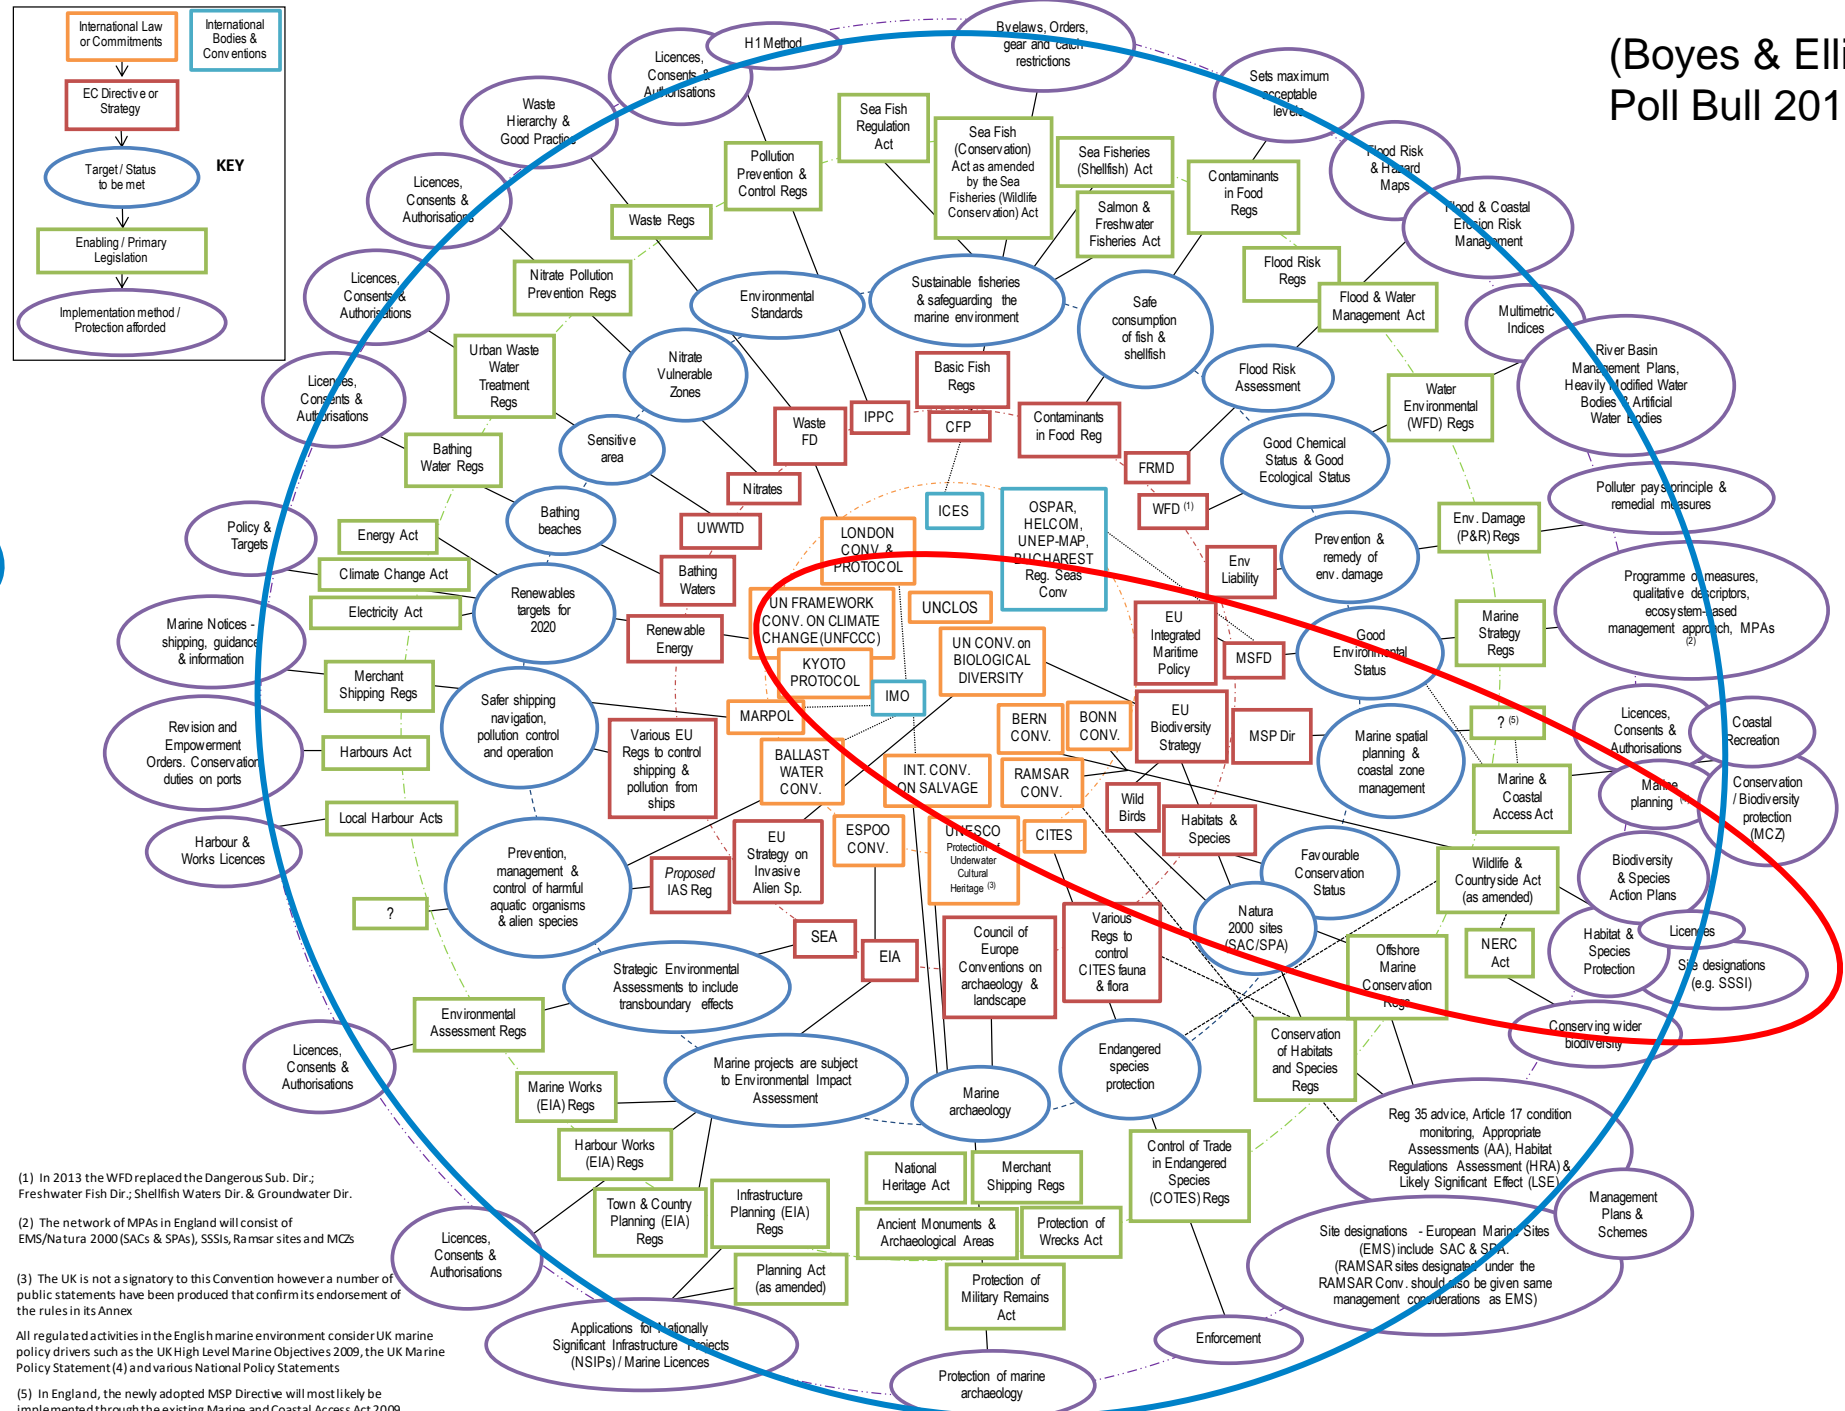 International Law
or Commitments
International
Bodies &
Conventions
EC Directive or
Strategy
Target / Status
to be met
KEY
Enabling / Primary
Legislation
Implementation method /
Protection afforded
(Boyes & Elli
Poll Bull 201
H1 Method
Licences,
Consents &
Authorisations
Byelaws, Orders,
gear and catch
restrictions
Sets maximum
acceptable
levels
Waste
Hierarchy &
Good Practice
Flood Risk
& Hazard
Maps
Licences,
Consents &
Authorisations
Flood & Coastal
Erosion Risk
Management
Licences,
Consents &
Authorisations
Multimetric
Indices
Licences,
Consents &
Authorisations
River Basin
Management Plans,
Heavily Modified Water
Bodies & Artificial
Water Bodies
Sea Fish
Regulation
Act
Sea Fish
(Conservation)
Act as amended
by the Sea
Fisheries (Wildlife
Conservation) Act
Sea Fisheries
(Shellfish) Act
Salmon &
Freshwater
Fisheries Act
Contaminants
in Food
Regs
Pollution
Prevention &
Control Regs
Waste Regs
Nitrate Pollution
Prevention Regs
Flood Risk
Regs
Flood & Water
Management Act
Urban Waste
Water
Treatment
Regs
Water
Environmental
(WFD) Regs
Bathing
Water Regs
Environmental
Standards
Sustainable fisheries
& safeguarding the
marine environment
Safe
consumption
of fish &
shellfish
Nitrate
Vulnerable
Zones
Flood Risk
Assessment
Sensitive
area
Good Chemical
Status & Good
Ecological Status
Bathing
beaches
Basic Fish
Regs
IPPC
CFP
Waste
FD
Contaminants
in Food Reg
FRMD
Nitrates
WFD (1)
UWWTD
Bathing
Waters
Env
Liability
ICES
OSPAR,
HELCOM,
UNEP-MAP,
BUCHAREST
Reg. Seas
Conv
LONDON
CONV. &
PROTOCOL
Polluter pays principle &
remedial measures
Env. Damage
(P&R) Regs
Prevention &
remedy of
env. damage
Policy &
Targets
Energy Act
Climate Change Act
Electricity Act
Renewables
targets for
2020
Renewable
Energy
UN FRAMEWORK
CONV. ON CLIMATE
CHANGE (UNFCCC)
KYOTO
PROTOCOL
UNCLOS
UN CONV. on
BIOLOGICAL
DIVERSITY
IMO
MARPOL
EU
Integrated
Maritime
Policy
MSFD
Good
Environmental
Status
Marine
Strategy
Regs
Programme of measures,
qualitative descriptors,
ecosystem-based
management approach, MPAs
(2)
Marine Notices -
shipping, guidance
& information
Merchant
Shipping Regs
Safer shipping
navigation,
pollution control
and operation
Revision and
Empowerment
Orders. Conservation
duties on ports
Harbours Act
Various EU
Regs to control
shipping &
pollution from
ships
BALLAST
WATER
CONV.
INT. CONV.
ON SALVAGE
BERN
CONV.
BONN
CONV.
RAMSAR
CONV.
EU
Biodiversity
Strategy
MSP Dir
Marine spatial
planning &
coastal zone
management
? (5)
Marine &
Coastal
Access Act
Licences,
Consents &
Authorisations
Coastal
Recreation
Marine
planning
Conservation
/ Biodiversity
protection
(MCZ)
Local Harbour Acts
Harbour &
Works Licences
Prevention,
management &
control of harmful
aquatic organisms
& alien species
Proposed
IAS Reg
EU
Strategy on
Invasive
Alien Sp.
ESPOO
CONV.
UNESCO
Protection of
Underwater
Cultural
Heritage (3)
CITES
Wild
Birds
Habitats &
Species
Favourable
Conservation
Status
Natura
2000 sites
(SAC/SPA)
Wildlife &
Countryside Act
(as amended)
Biodiversity
& Species
Action Plans
NERC
Act
Habitat &
Species
Protection
Licences
Site designations
(e.g. SSSI)
?
SEA
EIA
Council of
Europe
Conventions on
archaeology &
landscape
Various
Regs to
control
CITES fauna
& flora
Offshore
Marine
Conservation
Regs
Conserving wider
biodiversity
Strategic Environmental
Assessments to include
transboundary effects
Environmental
Assessment Regs
Licences,
Consents &
Authorisations
Conservation
of Habitats
and Species
Regs
Marine projects are subject
to Environmental Impact
Assessment
Marine
archaeology
Endangered
species
protection
Marine Works
(EIA) Regs
Harbour Works
(EIA) Regs
Reg 35 advice, Article 17 condition
monitoring, Appropriate
Assessments (AA), Habitat
Regulations Assessment (HRA) &
Likely Significant Effect (LSE)
Town & Country
Planning (EIA)
Regs
Infrastructure
Planning (EIA)
Regs
National
Heritage Act
Merchant
Shipping Regs
Control of Trade
in Endangered
Species
(COTES) Regs
Ancient Monuments &
Archaeological Areas
Protection of
Wrecks Act
Management
Plans &
Schemes
Licences,
Consents &
Authorisations
Planning Act
(as amended)
Protection of
Military Remains
Act
Site designations - European Marine Sites
(EMS) include SAC & SPA.
(RAMSAR sites designated under the
RAMSAR Conv. should also be given same
management considerations as EMS)
Applications for Nationally
Significant Infrastructure Projects
(NSIPs) / Marine Licences
Enforcement
Protection of marine
archaeology
(1) In 2013 the WFD replaced the Dangerous Sub. Dir.;
Freshwater Fish Dir.; Shellfish Waters Dir. & Groundwater Dir.
(2) The network of MPAs in England will consist of
EMS/Natura 2000 (SACs & SPAs), SSSIs, Ramsar sites and MCZs
(3) The UK is not a signatory to this Convention however a number of
public statements have been produced that confirm its endorsement of
the rules in its Annex
All regulated activities in the English marine environment consider UK marine
policy drivers such as the UK High Level Marine Objectives 2009, the UK Marine
Policy Statement (4) and various National Policy Statements
(5) In England, the newly adopted MSP Directive will most likely be
implemented through the existing Marine and Coastal Access Act 2009